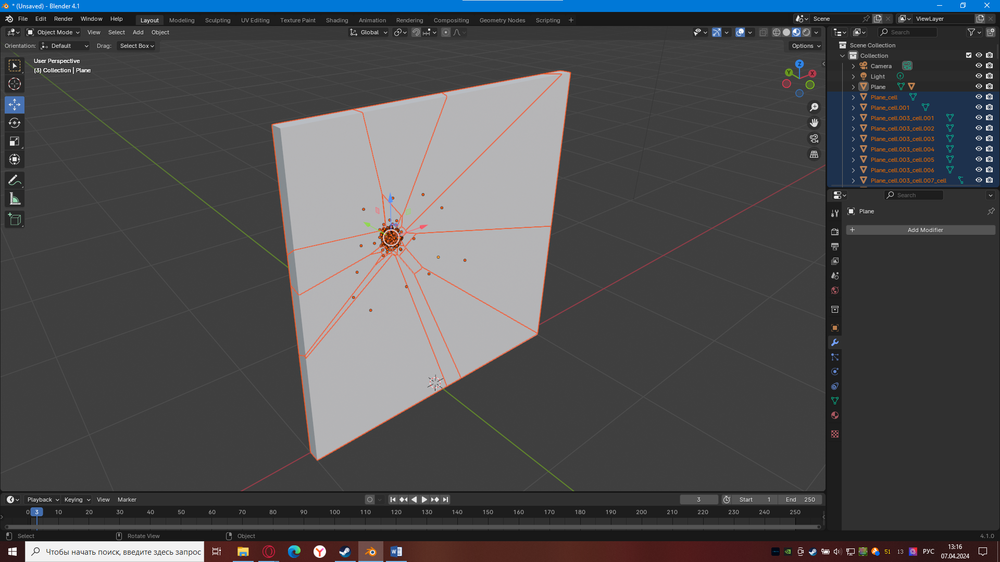 * (Unsaved) - Blender 4.1
File Edit Render Window Help
Layout Modeling Sculpting UV Editing Texture Paint Shading Animation Rendering Compositing Geometry Nodes Scripting +
Scene
ViewLayer
Object Mode View Select Add Object
Global
Search
Orientation: Default Drag: Select Box
Options
User Perspective
(3) Collection | Plane
Z
Y
X
Scene Collection
Collection
Camera
Light
Plane
Plane_cell
Plane_cell.001
Plane_cell.003_cell.001
Plane_cell.003_cell.002
Plane_cell.003_cell.003
Plane_cell.003_cell.004
Plane_cell.003_cell.005
Plane_cell.003_cell.006
Plane_cell.003_cell.007_cell
Search
Plane
+ Add Modifier
Playback Keying View Marker
3
Start 1
End 250
0 3 10 20 30 40 50 60 70 80 90 100 110 120 130 140 150 160 170 180 190 200 210 220 230 240 250
Select
Rotate View
Object
4.1.0
Чтобы начать поиск, введите здесь запрос
51
13
РУС
13:16
07.04.2024